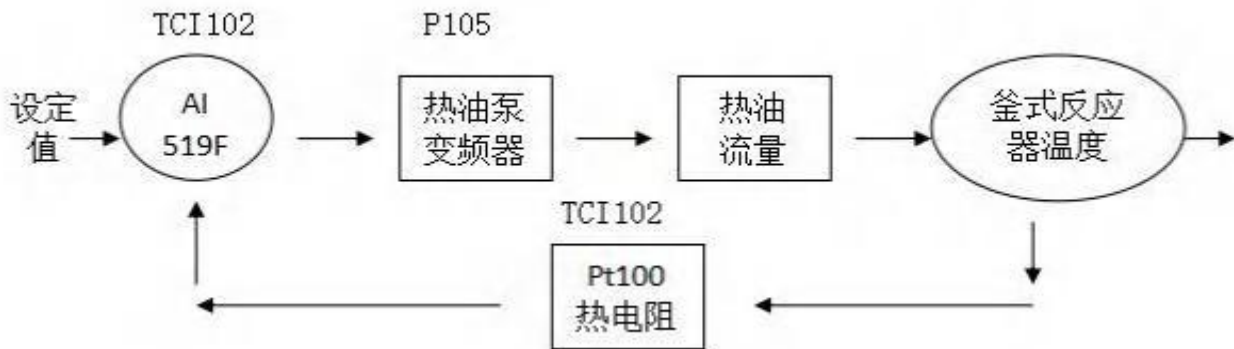 TCI102
P105
设定
值
AI
519F
热油泵
变频器
热油
流量
釜式反应
器温度
TCI102
Pt100
热电阻